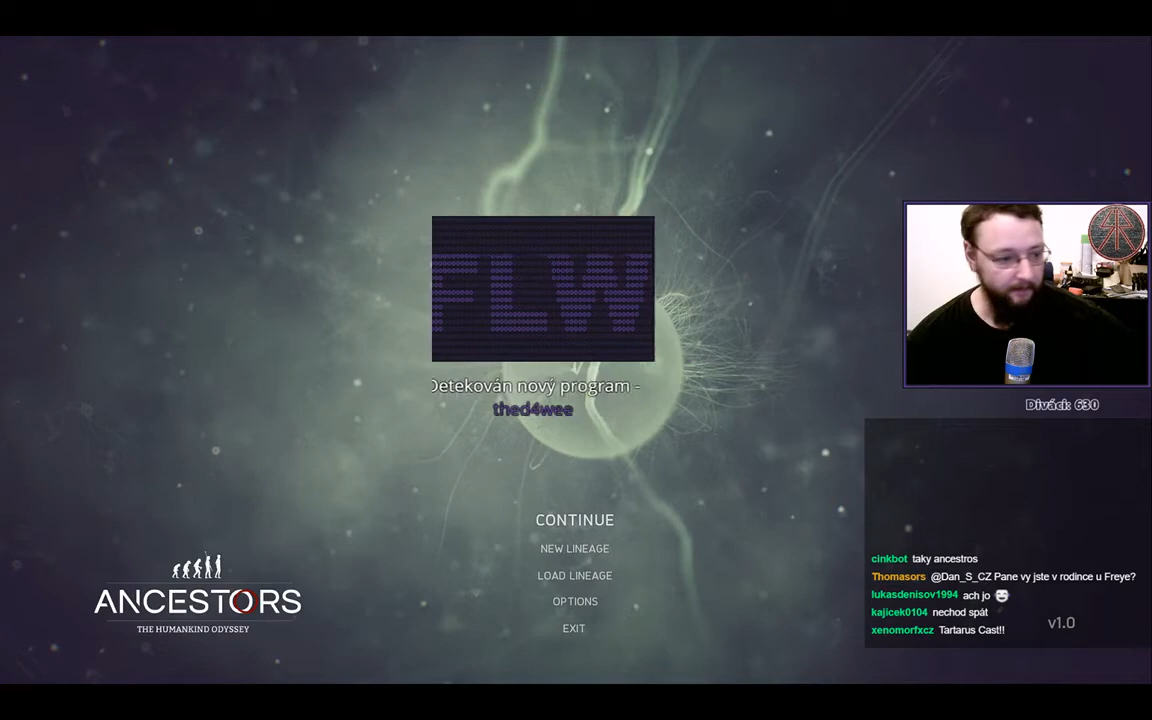 FLW
Detekován nový program -
thed4wee
Diváci: 630
CONTINUE
NEW LINEAGE
LOAD LINEAGE
OPTIONS
EXIT
ANCESTORS
THE HUMANKIND ODYSSEY
cinkbot taky ancestros
Thomasors @Dan_S_CZ Pane vy jste v rodince u Freye?
lukasdenisov1994 ach jo
kajicek0104 nechod spát
xenomorfxcz Tartarus Cast!!
v1.0